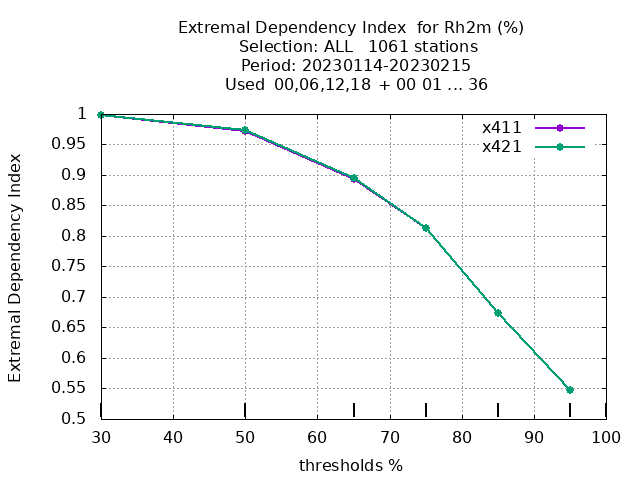 Extremal Dependency Index  for Rh2m (%)
Selection: ALL   1061 stations
Period: 20230114-20230215
Used  00,06,12,18  + 00 01 ... 36
x411
x421
1
0.95
0.9
0.85
0.8
0.75
0.7
0.65
0.6
0.55
0.5
Extremal Dependency Index
30 40 50 60 70 80 90 100
thresholds %